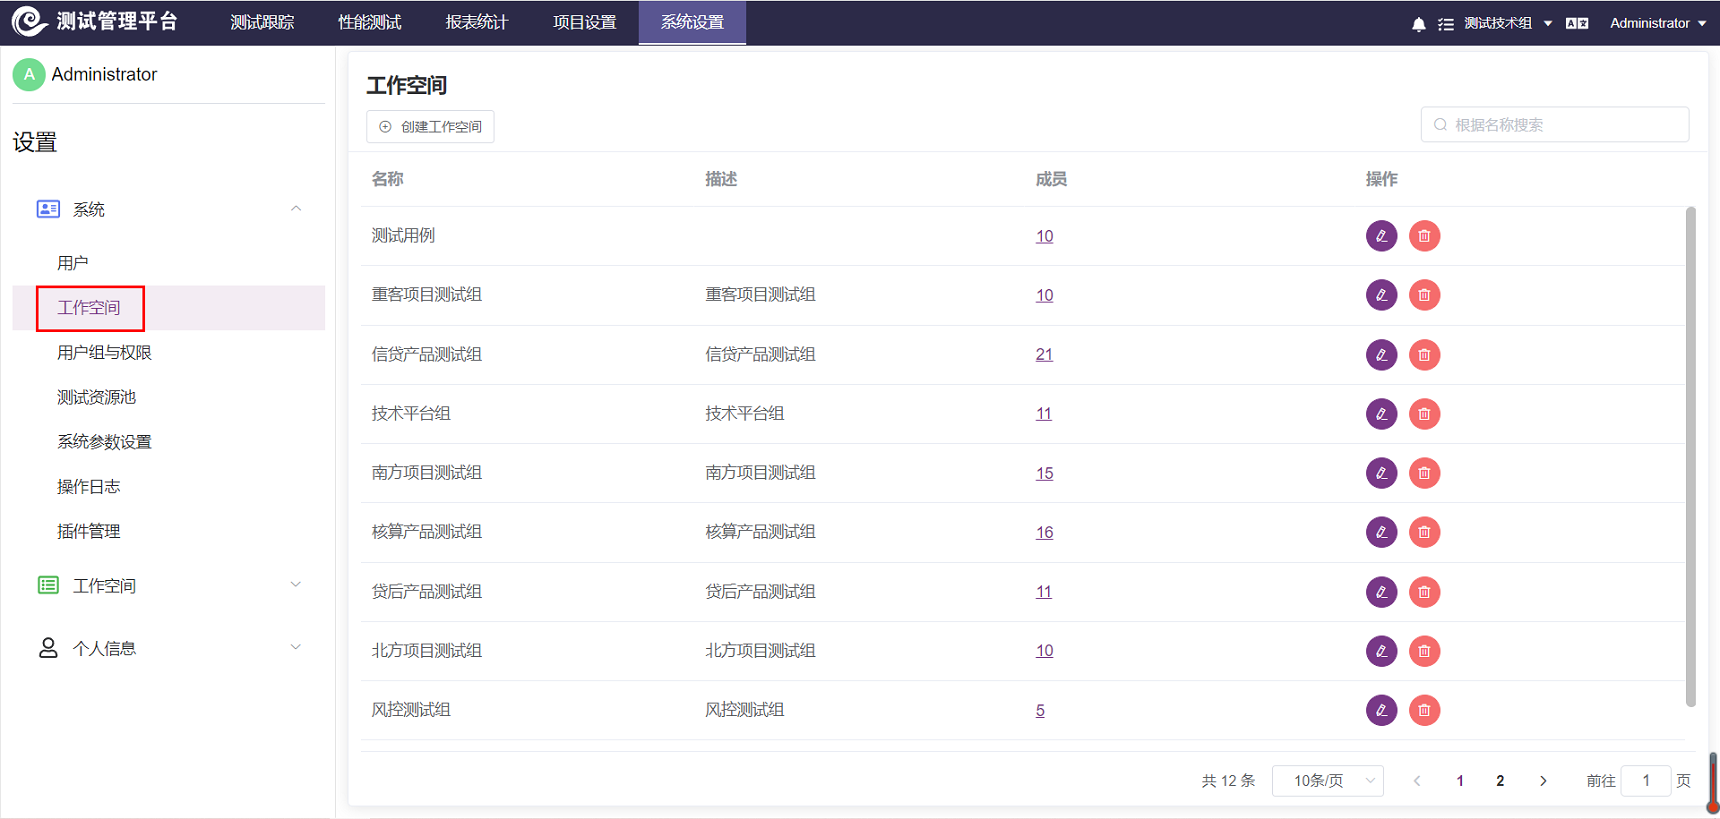 测试管理平台 测试跟踪 性能测试 报表统计 项目设置 系统设置 测试技术组 Administrator
A Administrator
设置
系统
用户
工作空间
用户组与权限
测试资源池
系统参数设置
操作日志
插件管理
工作空间
个人信息
工作空间
创建工作空间
根据名称搜索
名称 描述 成员 操作
测试用例 10
重客项目测试组 重客项目测试组 10
信贷产品测试组 信贷产品测试组 21
技术平台组 技术平台组 11
南方项目测试组 南方项目测试组 15
核算产品测试组 核算产品测试组 16
贷后产品测试组 贷后产品测试组 11
北方项目测试组 北方项目测试组 10
风控测试组 风控测试组 5
共 12 条 10条/页 1 2 前往 1 页